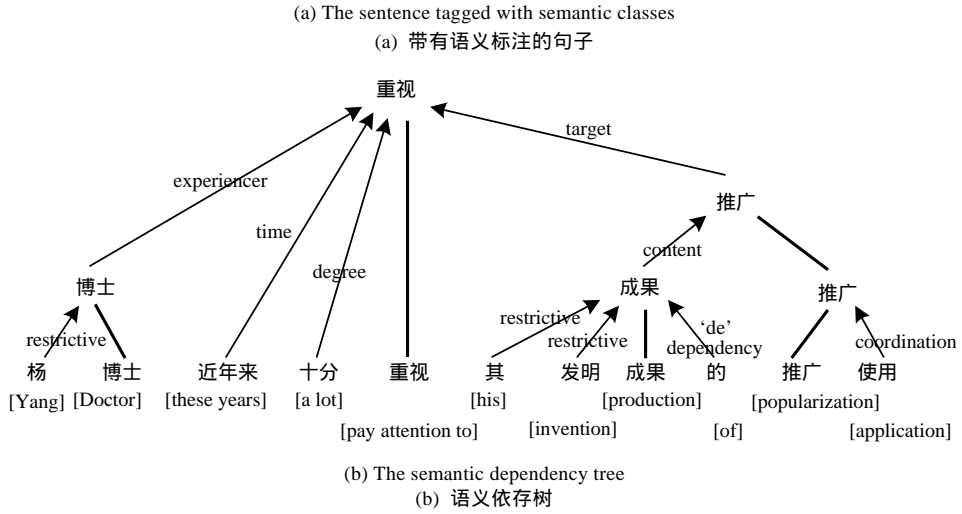 (a) The sentence tagged with semantic classes
(a) 带有语义标注的句子
重视
target
experiencer
推广
time
content
degree
博士
成果
推广
restrictive
'de'
restrictive
restrictive
dependency
coordination
杨 博士 近年来 十分 重视 其 发明 成果 的 推广 使用
[Yang] [Doctor] [these years] [a lot] [his] [production] [popularization]
[pay attention to] [invention] [of] [application]
(b) The semantic dependency tree
(b) 语义依存树